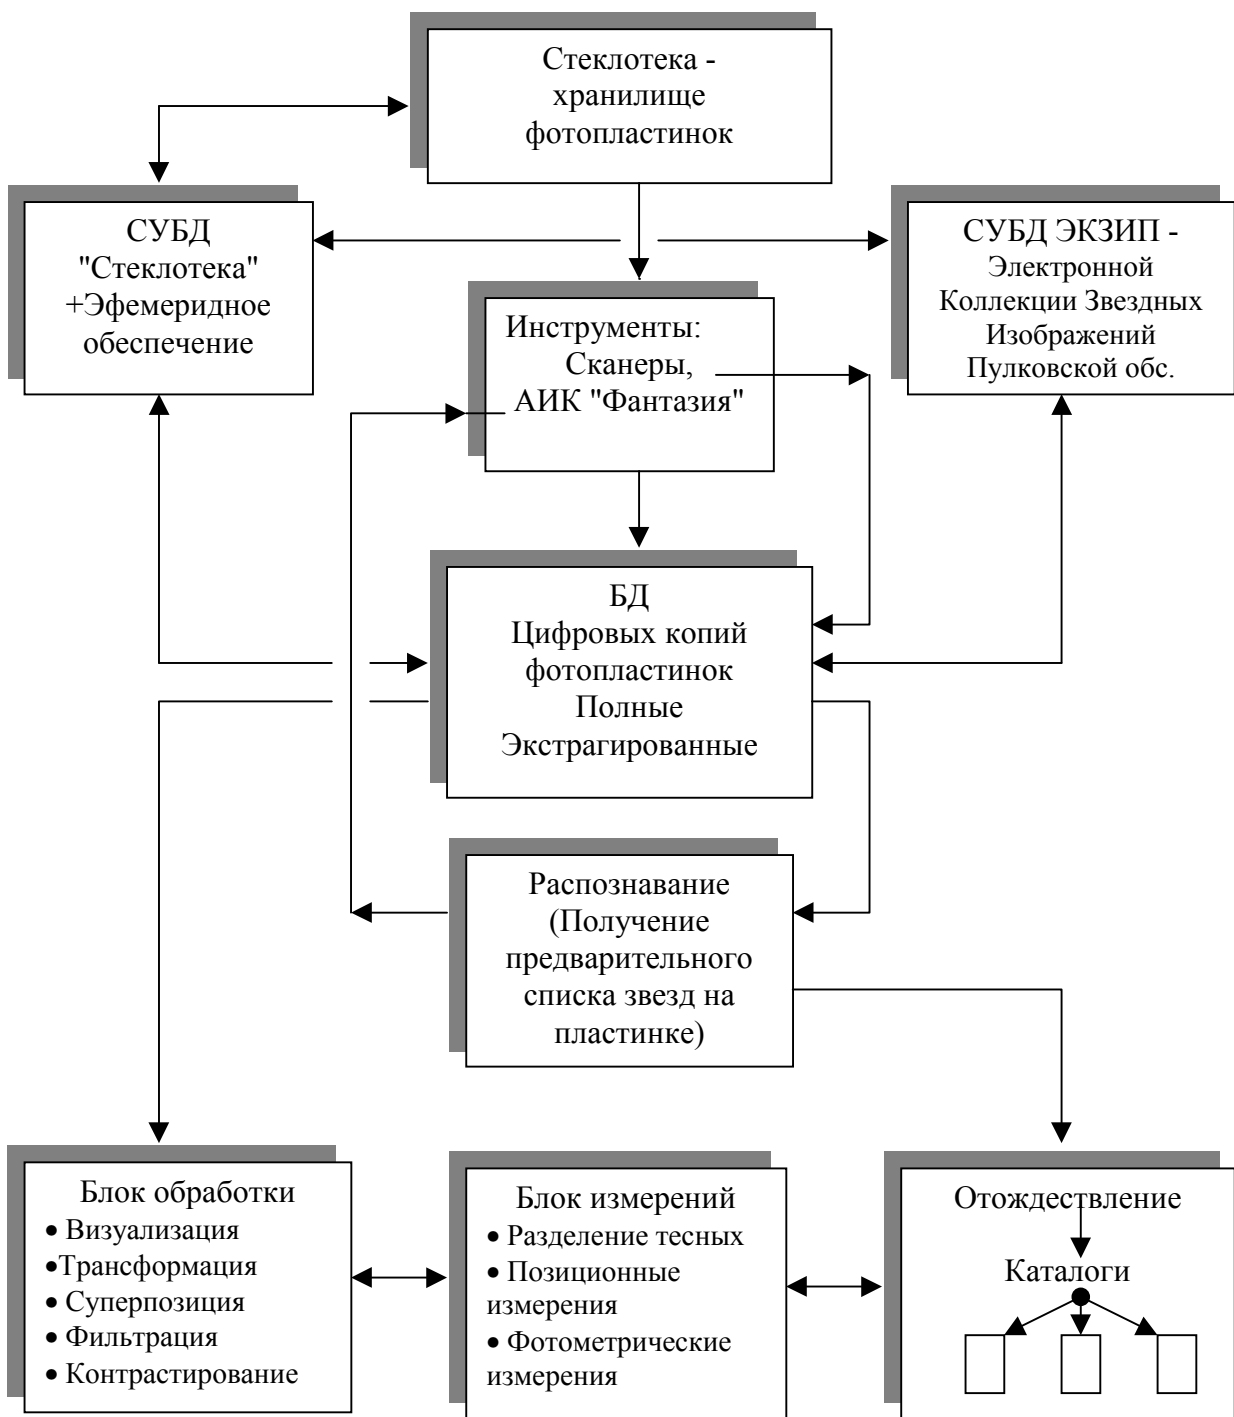 Стеклотека -
хранилище
фотопластинок
СУБД
"Стеклотека"
+Эфемеридное
обеспечение
СУБД ЭКЗИП -
Электронной
Коллекции Звездных
Изображений
Пулковской обс.
Инструменты:
Сканеры,
АИК "Фантазия"
БД
Цифровых копий
фотопластинок
Полные
Экстрагированные
Распознавание
(Получение
предварительного
списка звезд на
пластинке)
Блок обработки
• Визуализация
•Трансформация
• Суперпозиция
• Фильтрация
• Контрастирование
Блок измерений
• Разделение тесных
• Позиционные
измерения
• Фотометрические
измерения
Отождествление
Каталоги